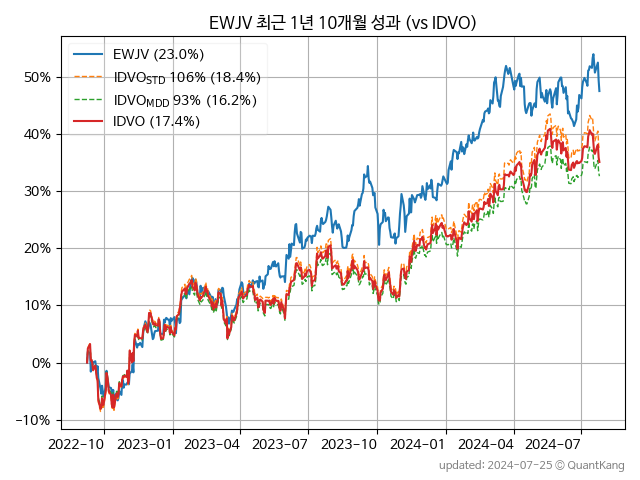 EWJV 최근 1년 10개월 성과 (vs IDVO)
EWJV (23.0%)
IDVO_STD 106% (18.4%)
IDVO_MDD 93% (16.2%)
IDVO (17.4%)
50%
40%
30%
20%
10%
0%
−10%
2022-10 2023-01 2023-04 2023-07 2023-10 2024-01 2024-04 2024-07
updated: 2024-07-25 © QuantKang